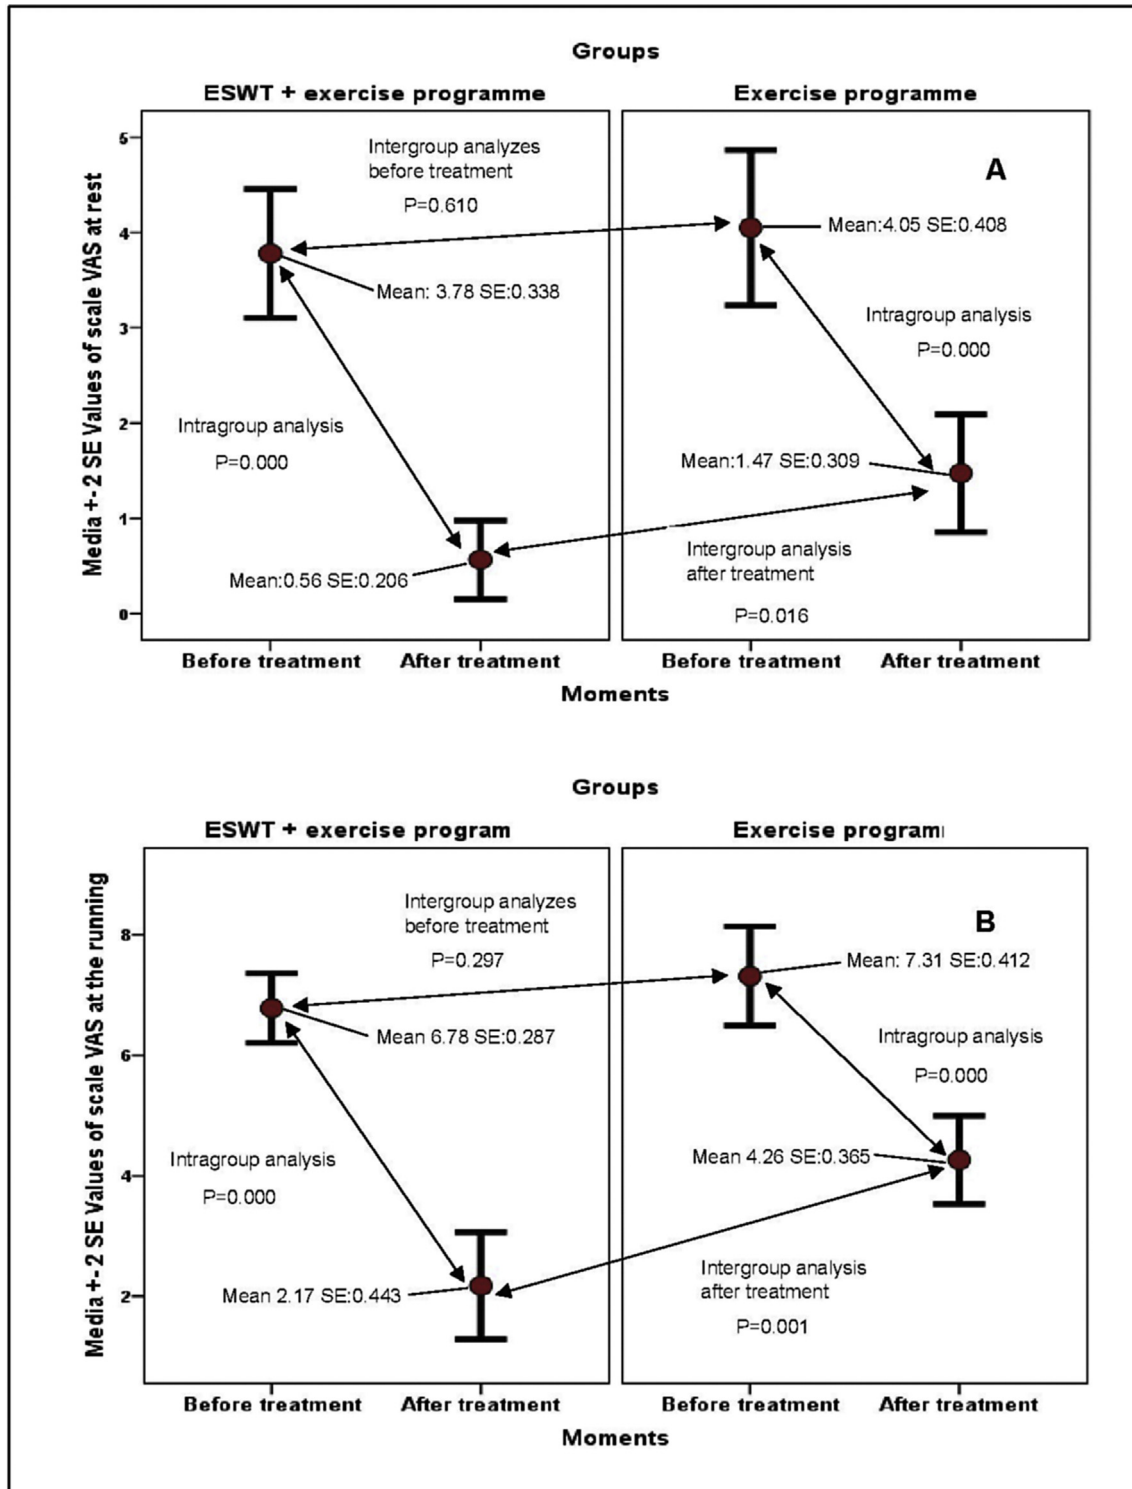 Groups
ESWT + exercise programme
Exercise programme
Media +-2 SE Values of scale VAS at rest
5
4
3
2
1
0
Intergroup analyzes
before treatment
P=0.610
A
Mean:4.05 SE:0.408
Mean: 3.78 SE:0.338
Intragroup analysis
P=0.000
Intragroup analysis
P=0.000
Mean:1.47 SE:0.309
Intergroup analysis
after treatment
P=0.016
Mean:0.56 SE:0.206
Before treatment
After treatment
Before treatment
After treatment
Moments
Groups
ESWT + exercise program
Exercise program
Media +-2 SE Values of scale VAS at the running
8
6
4
2
Intergroup analyzes
before treatment
P=0.297
B
Mean: 7.31 SE:0.412
Mean 6.78 SE:0.287
Intragroup analysis
P=0.000
Intragroup analysis
P=0.000
Mean 4.26 SE:0.365
Intergroup analysis
after treatment
P=0.001
Mean 2.17 SE:0.443
Before treatment
After treatment
Before treatment
After treatment
Moments